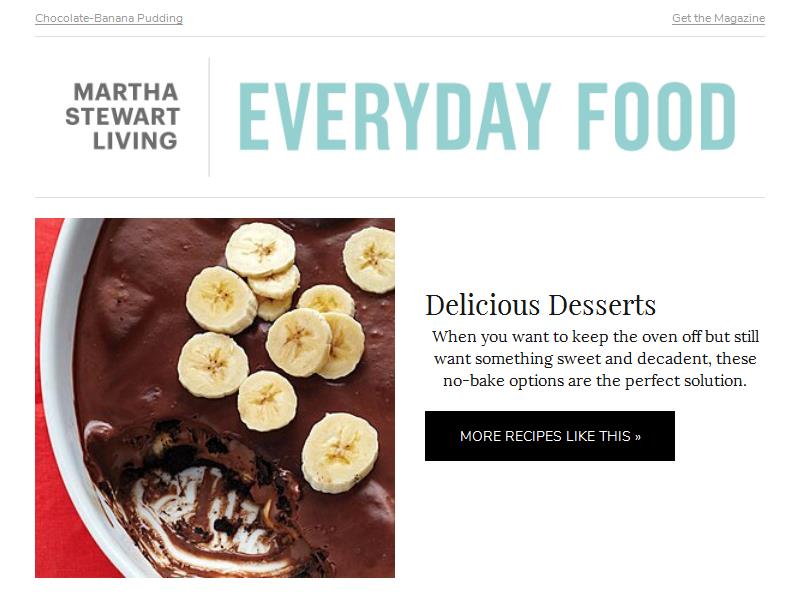 Chocolate-Banana Pudding
Get the Magazine
MARTHA
STEWART
LIVING
EVERYDAY FOOD
Delicious Desserts
When you want to keep the oven off but still
want something sweet and decadent, these
no-bake options are the perfect solution.
MORE RECIPES LIKE THIS »